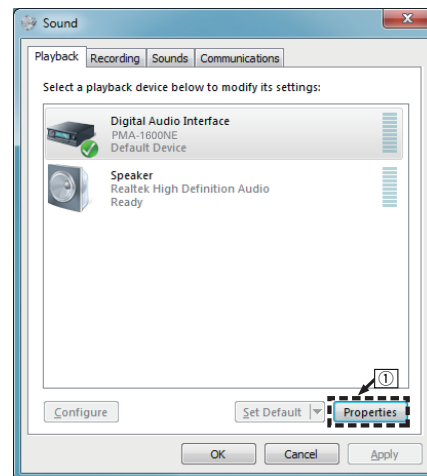 Sound
Playback Recording Sounds Communications
Select a playback device below to modify its settings:
Digital Audio Interface
PMA-1600NE
Default Device
Speaker
Realtek High Definition Audio
Ready
①
Configure Set Default Properties
OK Cancel Apply